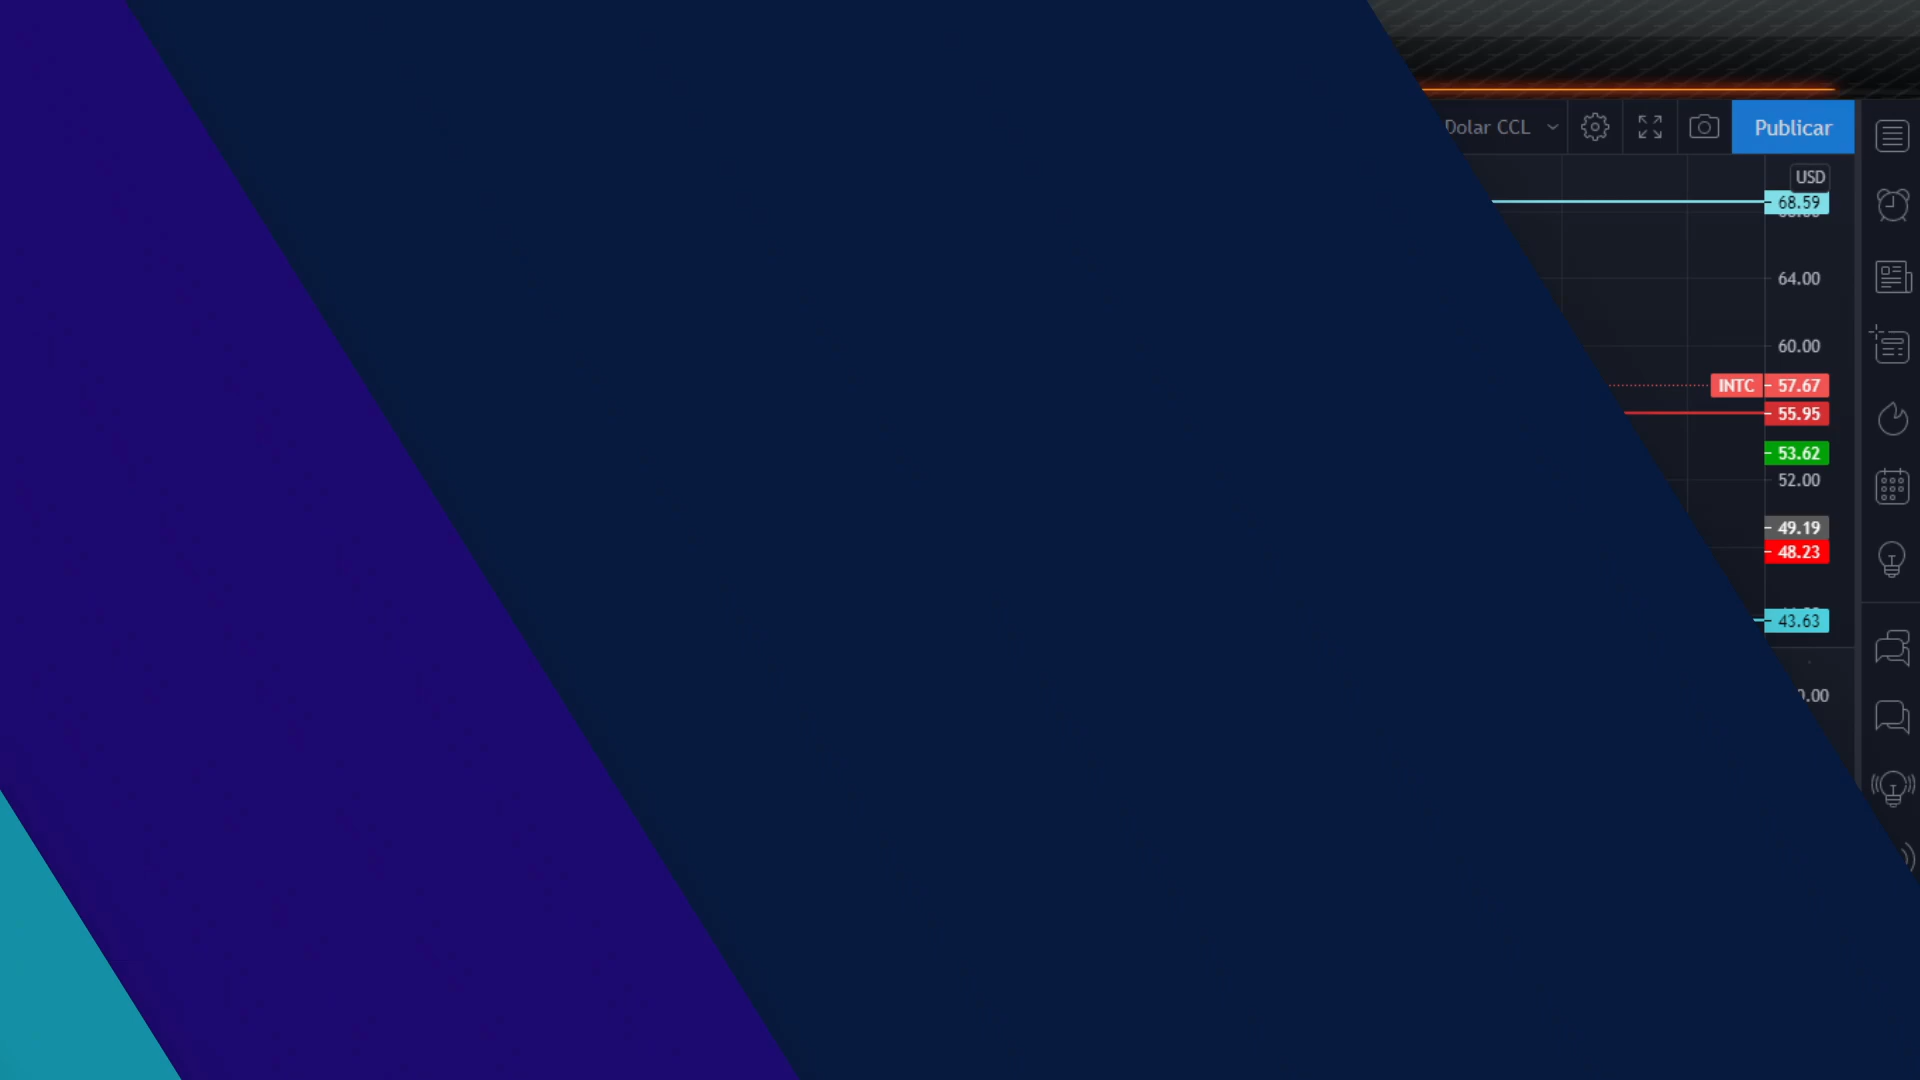 Dolar CCL
Publicar
USD
68.59
64.00
60.00
INTC 57.67
55.95
53.62
52.00
49.19
48.23
43.63